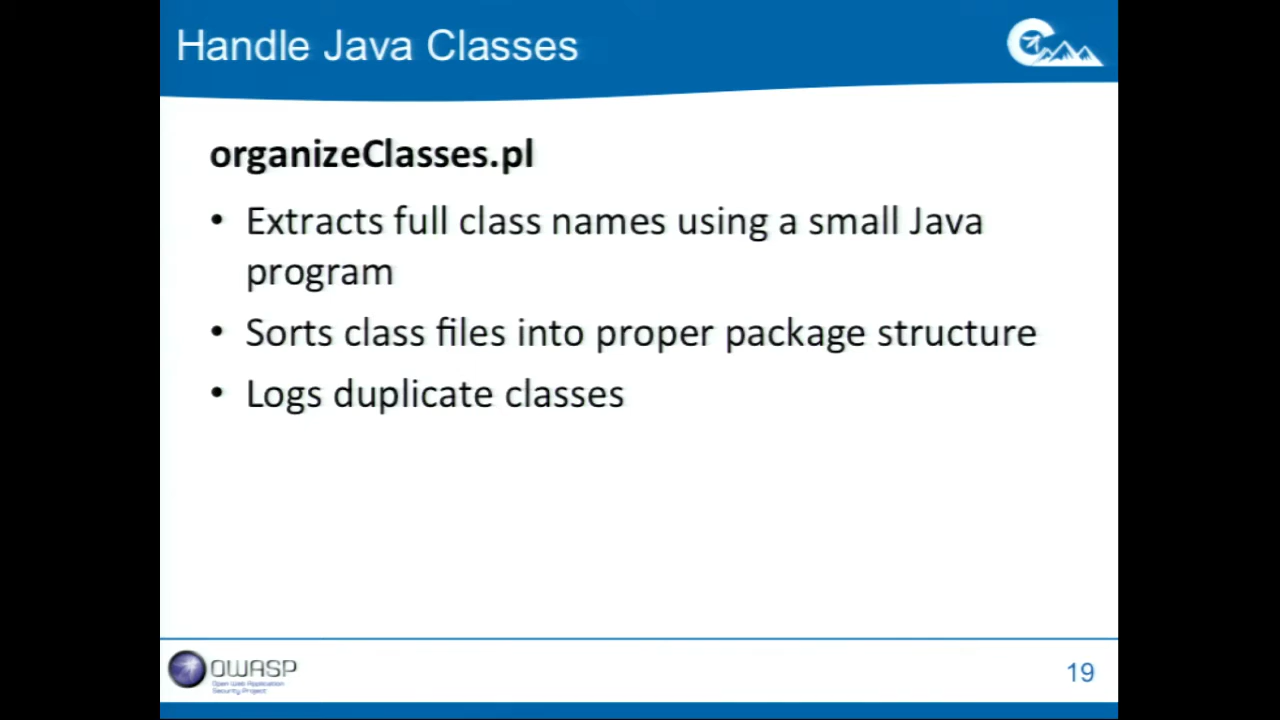 Handle Java Classes
organizeClasses.pl
• Extracts full class names using a small Java
program
• Sorts class files into proper package structure
• Logs duplicate classes
OWASP
Open Web Application
Security Project
19